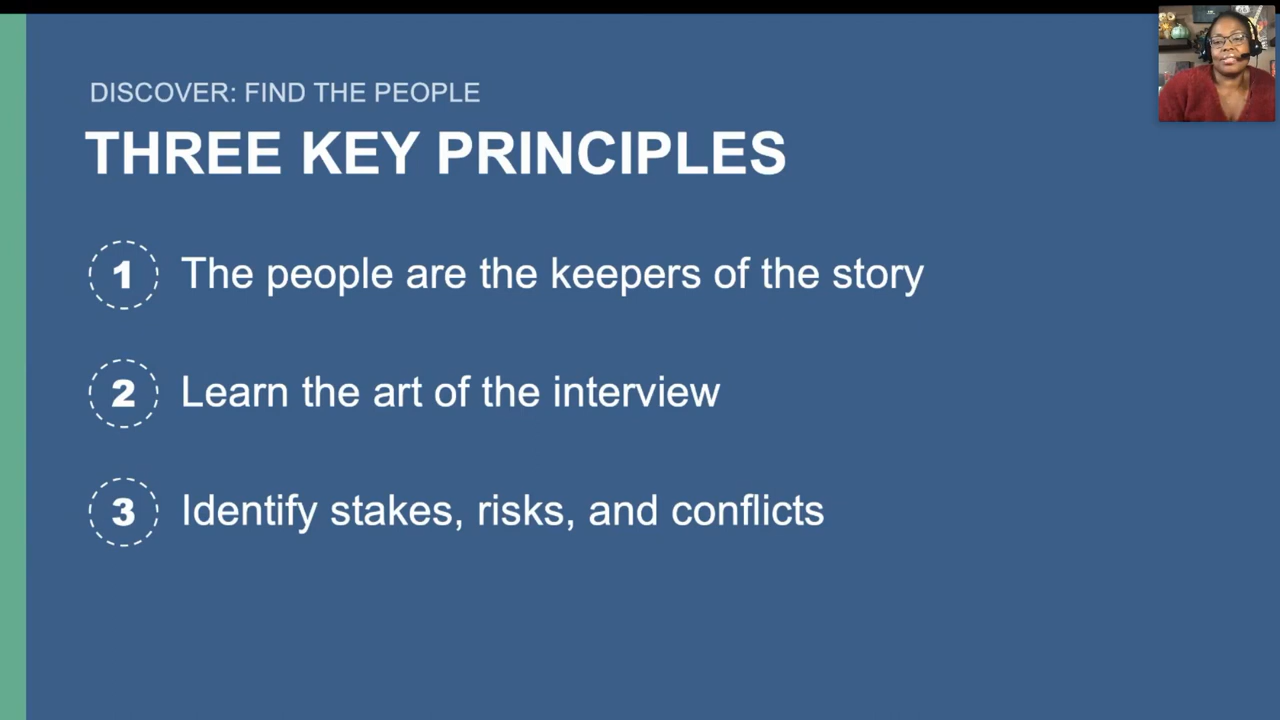 DISCOVER: FIND THE PEOPLE
THREE KEY PRINCIPLES
1 The people are the keepers of the story
2 Learn the art of the interview
3 Identify stakes, risks, and conflicts